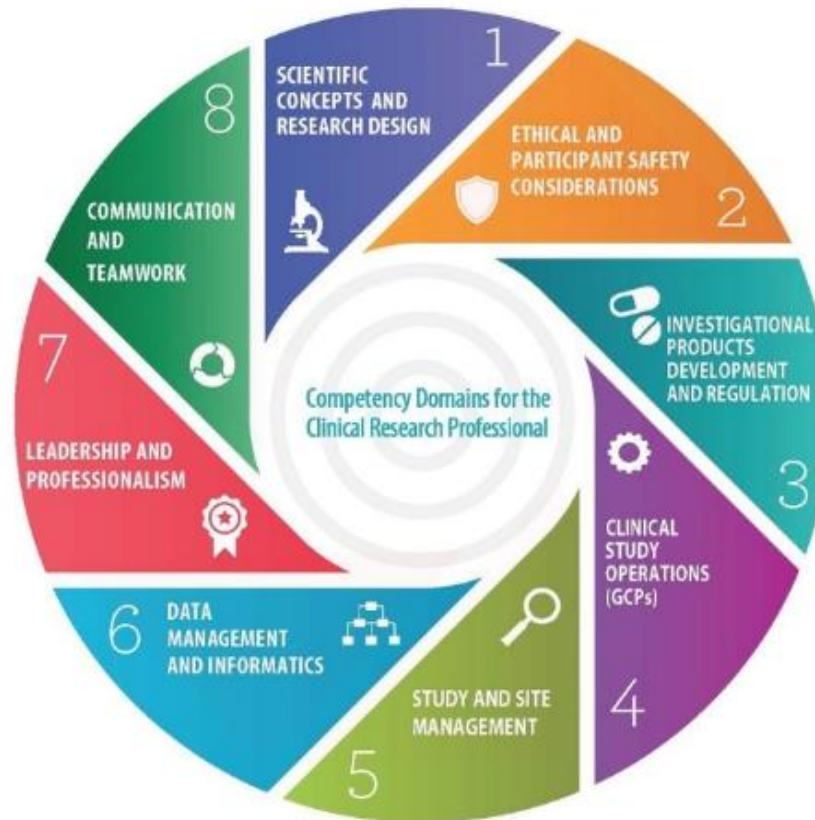 1
SCIENTIFIC
CONCEPTS AND
RESEARCH DESIGN
ETHICAL AND
PARTICIPANT SAFETY
CONSIDERATIONS
2
INVESTIGATIONAL
PRODUCTS
DEVELOPMENT
AND REGULATION
3
CLINICAL
STUDY
OPERATIONS
(GCPs)
4
STUDY AND SITE
MANAGEMENT
5
6
DATA
MANAGEMENT
AND INFORMATICS
7
LEADERSHIP AND
PROFESSIONALISM
8
COMMUNICATION
AND
TEAMWORK
Competency Domains for the
Clinical Research Professional